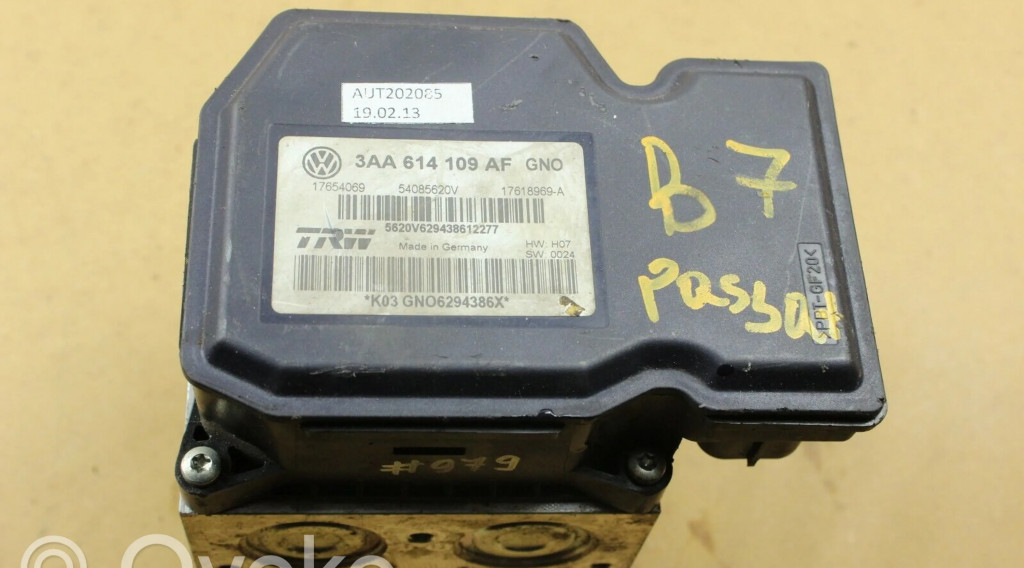 AUT202085
19.02.13
3AA 614 109 AF GNO
17654069 54085620V 17618969-A
5620V629438612277
TRW
Made in Germany
HW H07
SW 0024
*K03 GNO6294386X*
B7
Passat
>PBT-GF20<
#679
Ovoko